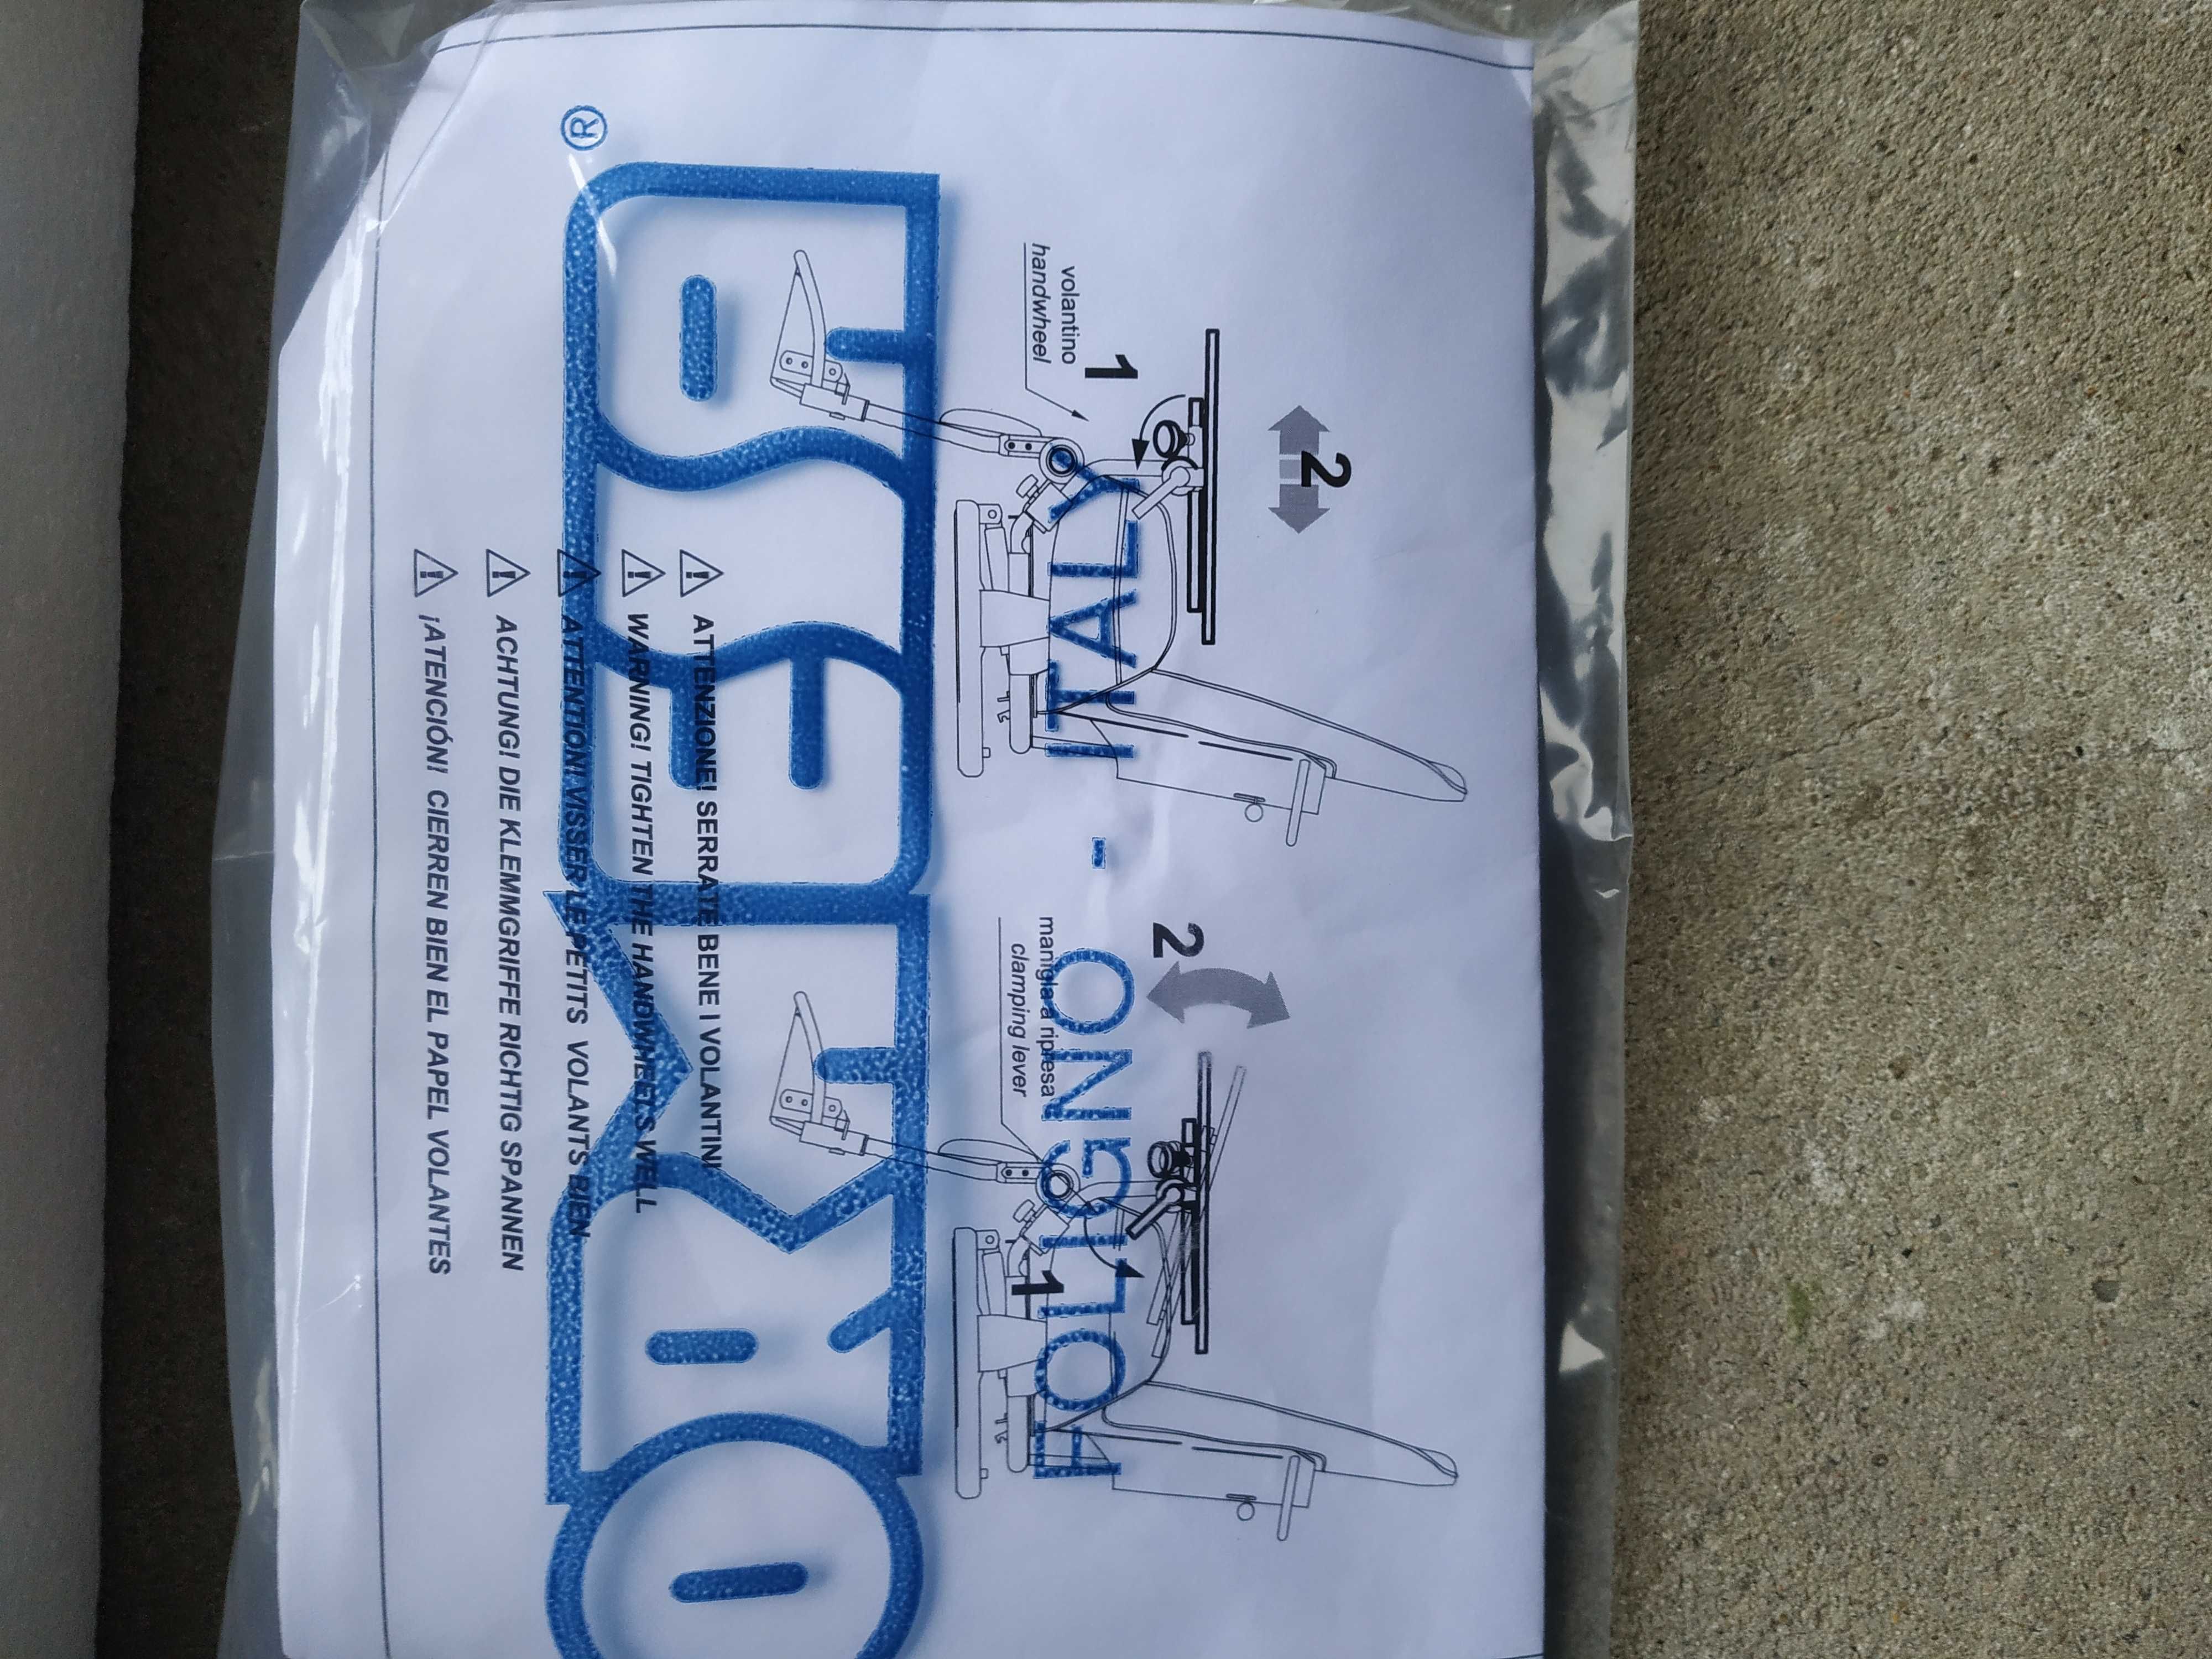 2
1
volantino
handwheel
2
maniglia a ripresa
clamping lever
1
FOLIGNO - ITALY
ORMESA®
ATTENZIONE! SERRATE BENE I VOLANTINI
WARNING! TIGHTEN THE HANDWHEELS WELL
ATTENTION! VISSER LE PETITS VOLANTS BIEN
ACHTUNG! DIE KLEMMGRIFFE RICHTIG SPANNEN
¡ATENCIÓN! CIERREN BIEN EL PAPEL VOLANTES